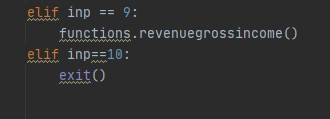 elif inp == 9:
    functions.revenuegrossincome()
elif inp==10:
    exit()